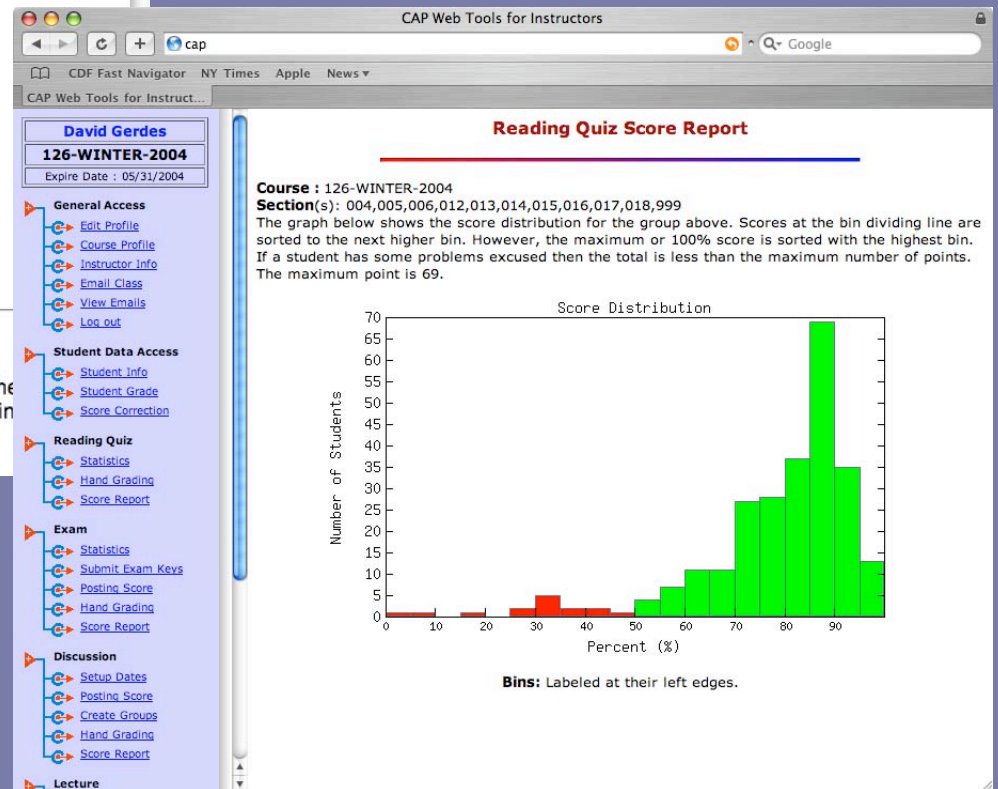 CAP Web Tools for Instructors
cap
Google
CDF Fast Navigator NY Times Apple News
CAP Web Tools for Instruct...
David Gerdes
126-WINTER-2004
Expire Date : 05/31/2004
General Access
Edit Profile
Course Profile
Instructor Info
Email Class
View Emails
Log out
Student Data Access
Student Info
Student Grade
Score Correction
Reading Quiz
Statistics
Hand Grading
Score Report
Exam
Statistics
Submit Exam Keys
Posting Score
Hand Grading
Score Report
Discussion
Setup Dates
Posting Score
Create Groups
Hand Grading
Score Report
Lecture
Reading Quiz Score Report
Course : 126-WINTER-2004
Section(s): 004,005,006,012,013,014,015,016,017,018,999
The graph below shows the score distribution for the group above. Scores at the bin dividing line are
sorted to the next higher bin. However, the maximum or 100% score is sorted with the highest bin.
If a student has some problems excused then the total is less than the maximum number of points.
The maximum point is 69.
Score Distribution
Number of Students
70
65
60
55
50
45
40
35
30
25
20
15
10
5
0
0 10 20 30 40 50 60 70 80 90
Percent (%)
Bins: Labeled at their left edges.